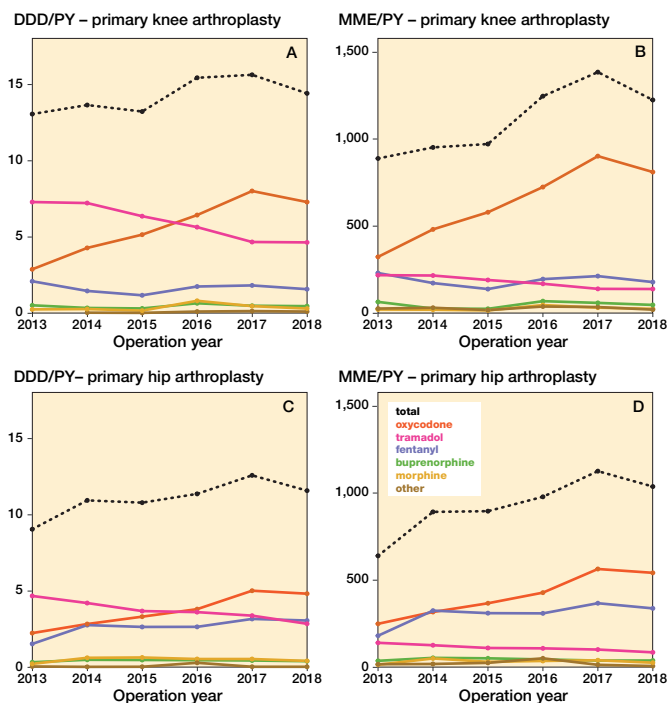 DDD/PY – primary knee arthroplasty
A
15
10
5
0
2013 2014 2015 2016 2017 2018
Operation year
MME/PY – primary knee arthroplasty
B
1,500
1,000
500
0
2013 2014 2015 2016 2017 2018
Operation year
DDD/PY– primary hip arthroplasty
C
15
10
5
0
2013 2014 2015 2016 2017 2018
Operation year
MME/PY – primary hip arthroplasty
D
1,500
1,000
500
0
total
oxycodone
tramadol
fentanyl
buprenorphine
morphine
other
2013 2014 2015 2016 2017 2018
Operation year